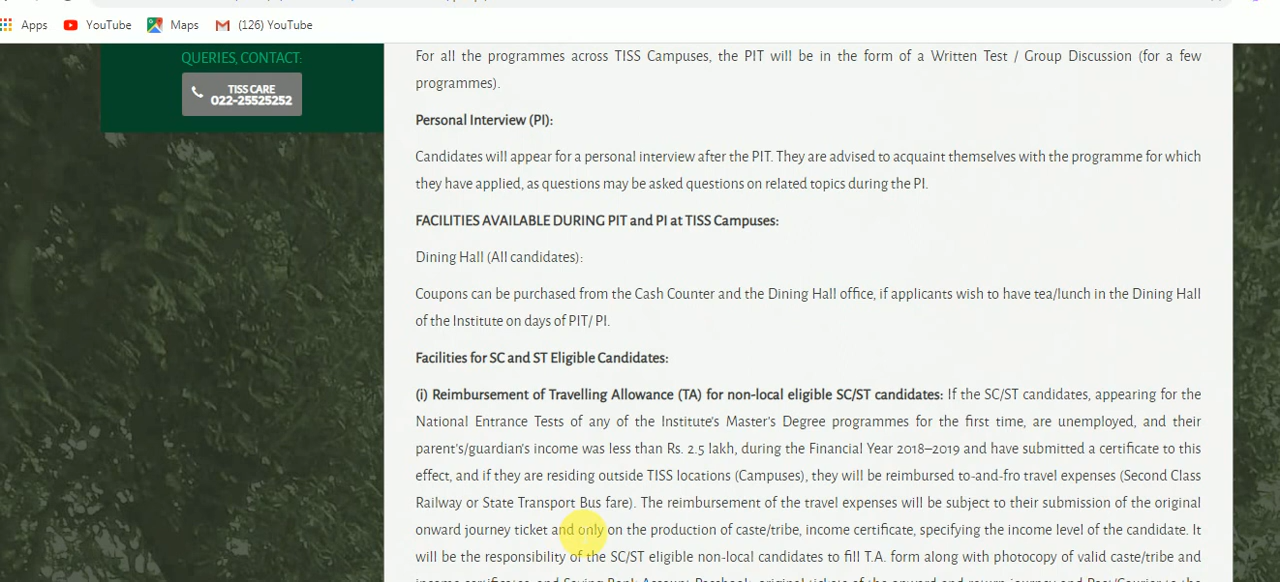 Apps YouTube Maps (126) YouTube
QUERIES, CONTACT:
TISS CARE
022-25525252
For all the programmes across TISS Campuses, the PIT will be in the form of a Written Test / Group Discussion (for a few
programmes).
Personal Interview (PI):
Candidates will appear for a personal interview after the PIT. They are advised to acquaint themselves with the programme for which
they have applied, as questions may be asked questions on related topics during the PI.
FACILITIES AVAILABLE DURING PIT and PI at TISS Campuses:
Dining Hall (All candidates):
Coupons can be purchased from the Cash Counter and the Dining Hall office, if applicants wish to have tea/lunch in the Dining Hall
of the Institute on days of PIT/ PI.
Facilities for SC and ST Eligible Candidates:
(i) Reimbursement of Travelling Allowance (TA) for non-local eligible SC/ST candidates: If the SC/ST candidates, appearing for the
National Entrance Tests of any of the Institute's Master's Degree programmes for the first time, are unemployed, and their
parent's/guardian's income was less than Rs. 2.5 lakh, during the Financial Year 2018–2019 and have submitted a certificate to this
effect, and if they are residing outside TISS locations (Campuses), they will be reimbursed to-and-fro travel expenses (Second Class
Railway or State Transport Bus fare). The reimbursement of the travel expenses will be subject to their submission of the original
onward journey ticket and only on the production of caste/tribe, income certificate, specifying the income level of the candidate. It
will be the responsibility of the SC/ST eligible non-local candidates to fill T.A. form along with photocopy of valid caste/tribe and